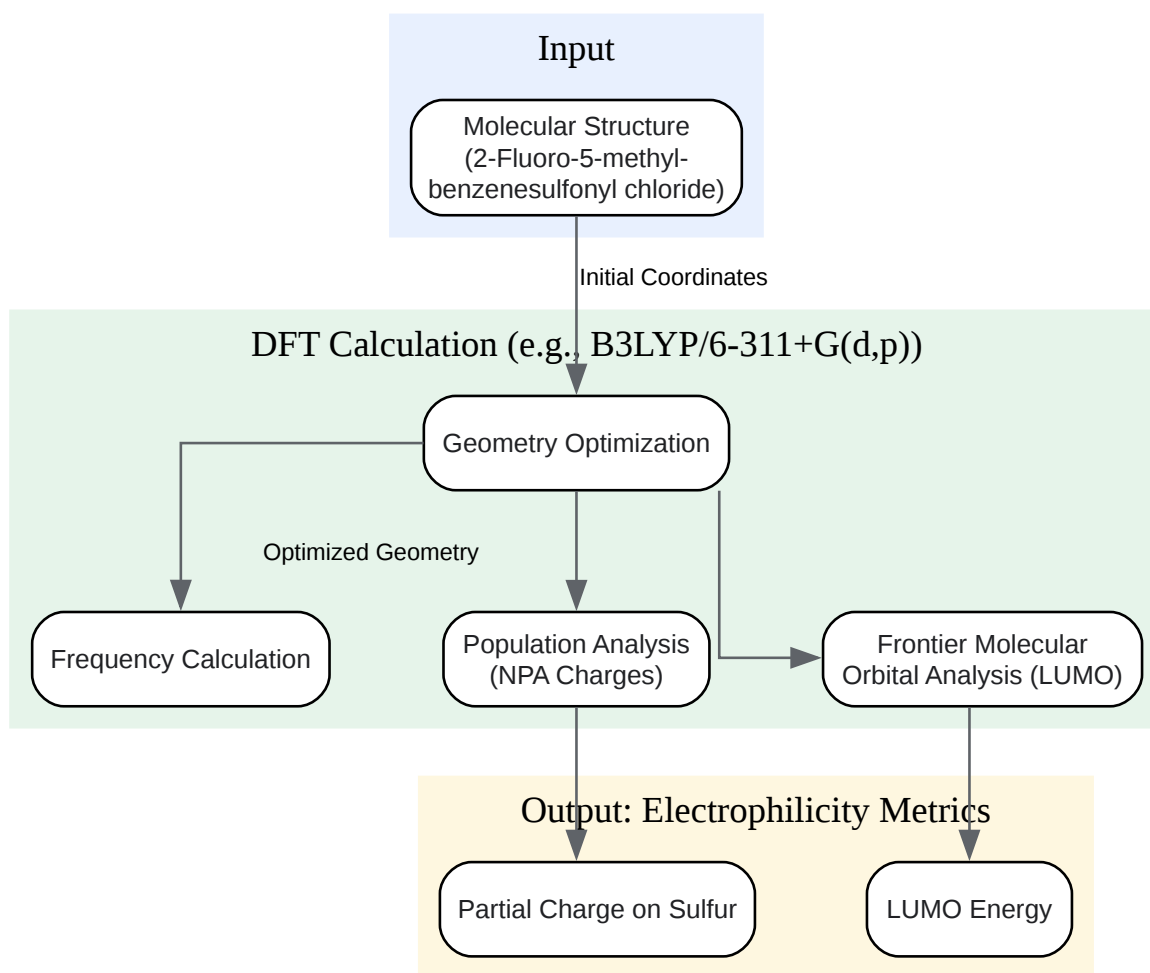 Input
Molecular Structure
(2-Fluoro-5-methyl-
benzenesulfonyl chloride)
Initial Coordinates
DFT Calculation (e.g., B3LYP/6-311+G(d,p))
Geometry Optimization
Optimized Geometry
Frequency Calculation
Population Analysis
(NPA Charges)
Frontier Molecular
Orbital Analysis (LUMO)
Output: Electrophilicity Metrics
Partial Charge on Sulfur
LUMO Energy